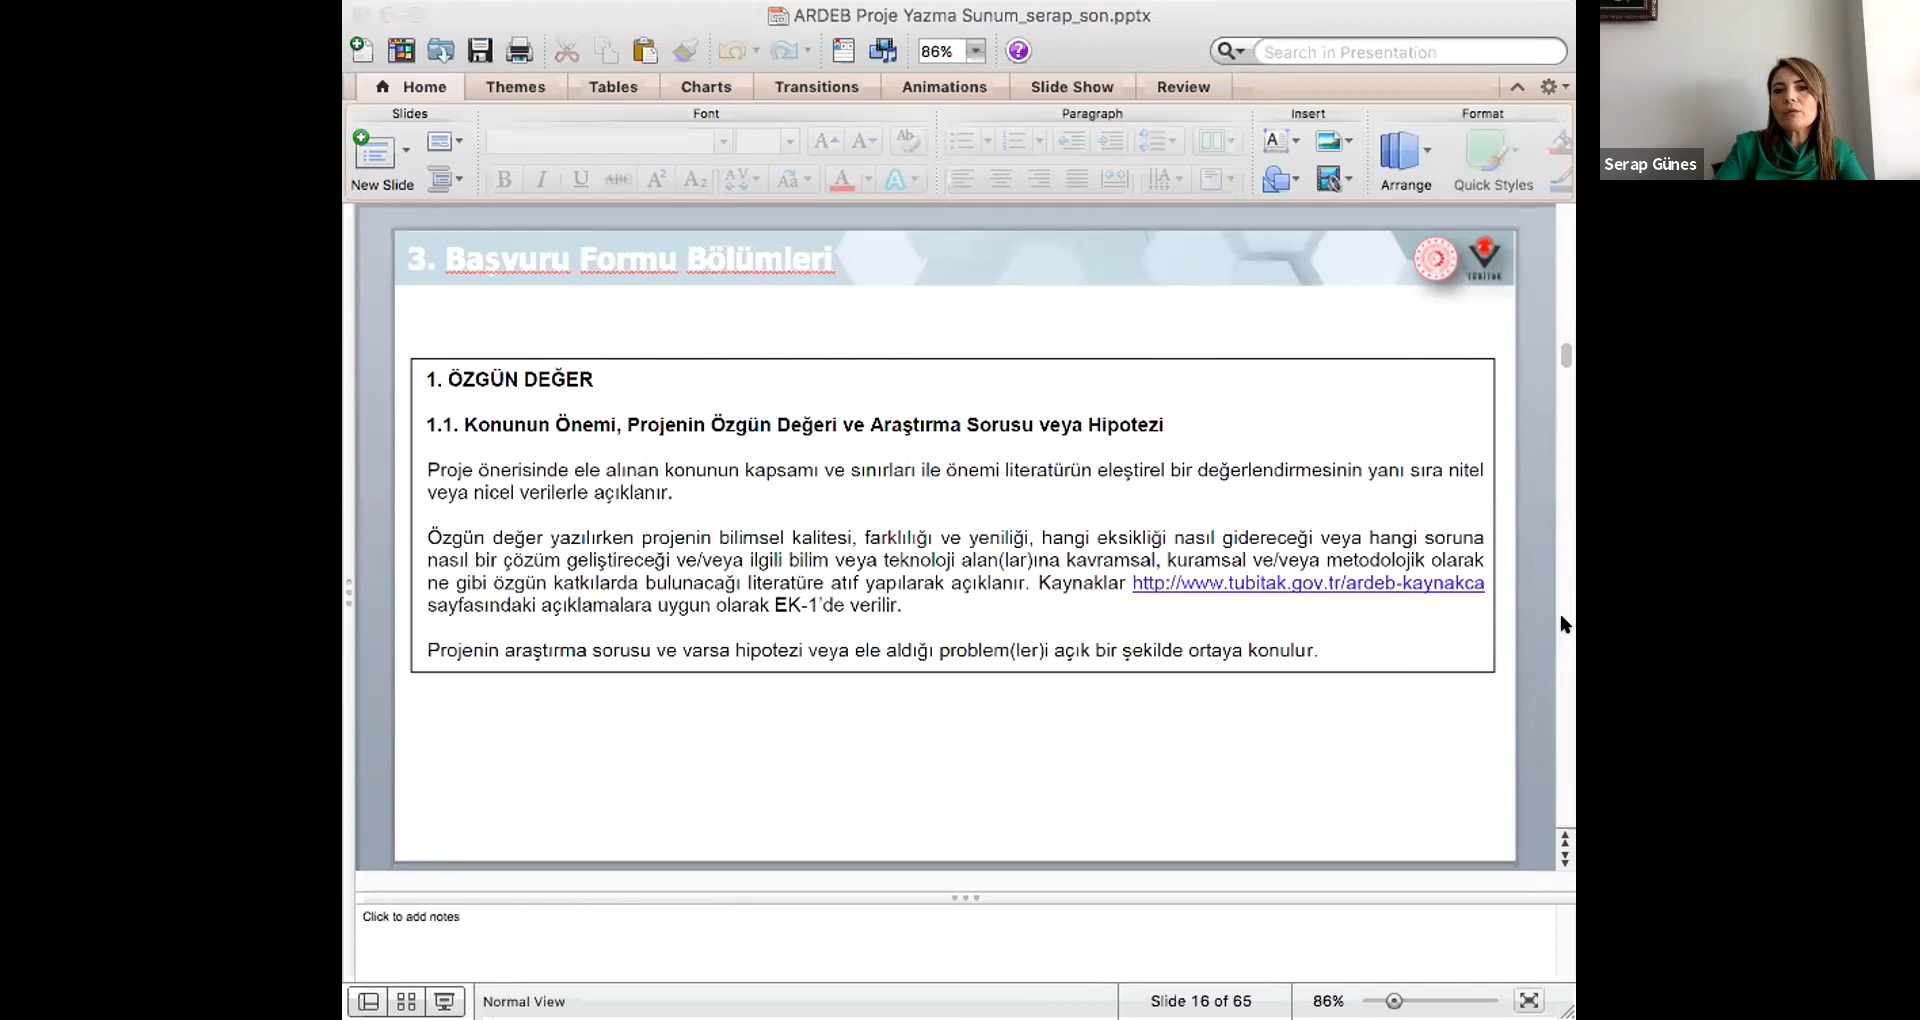 ARDEB Proje Yazma Sunum_serap_son.pptx
86%
Search in Presentation
Home
Themes
Tables
Charts
Transitions
Animations
Slide Show
Review
Slides
Font
Paragraph
Insert
Format
New Slide
Arrange
Quick Styles
Serap Günes
3. Başvuru Formu Bölümleri
TÜBİTAK
1. ÖZGÜN DEĞER
1.1. Konunun Önemi, Projenin Özgün Değeri ve Araştırma Sorusu veya Hipotezi
Proje önerisinde ele alınan konunun kapsamı ve sınırları ile önemi literatürün eleştirel bir değerlendirmesinin yanı sıra nitel
veya nicel verilerle açıklanır.
Özgün değer yazılırken projenin bilimsel kalitesi, farklılığı ve yeniliği, hangi eksikliği nasıl gidereceği veya hangi soruna
nasıl bir çözüm geliştireceği ve/veya ilgili bilim veya teknoloji alan(lar)ına kavramsal, kuramsal ve/veya metodolojik olarak
ne gibi özgün katkılarda bulunacağı literatüre atıf yapılarak açıklanır. Kaynaklar http://www.tubitak.gov.tr/ardeb-kaynakca
sayfasındaki açıklamalara uygun olarak EK-1’de verilir.
Projenin araştırma sorusu ve varsa hipotezi veya ele aldığı problem(ler)i açık bir şekilde ortaya konulur.
Click to add notes
Normal View
Slide 16 of 65
86%